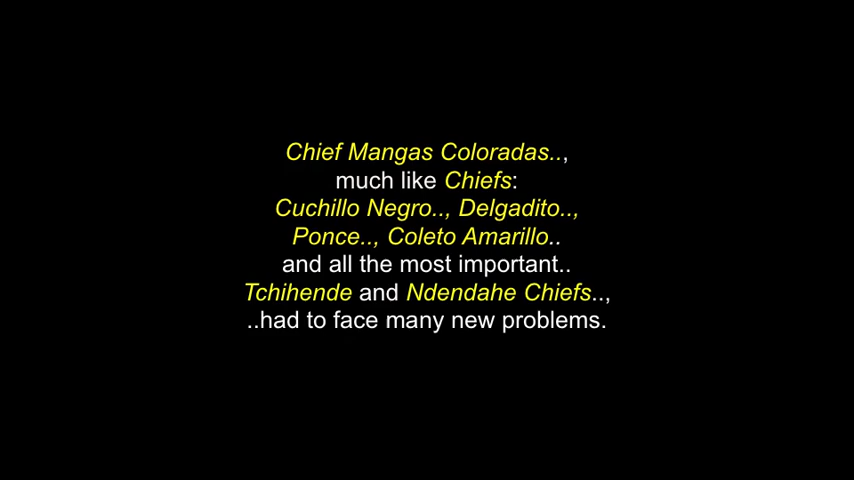 Chief Mangas Coloradas..,
much like Chiefs:
Cuchillo Negro.., Delgadito..,
Ponce.., Coleto Amarillo..
and all the most important..
Tchihende and Ndendahe Chiefs..,
..had to face many new problems.